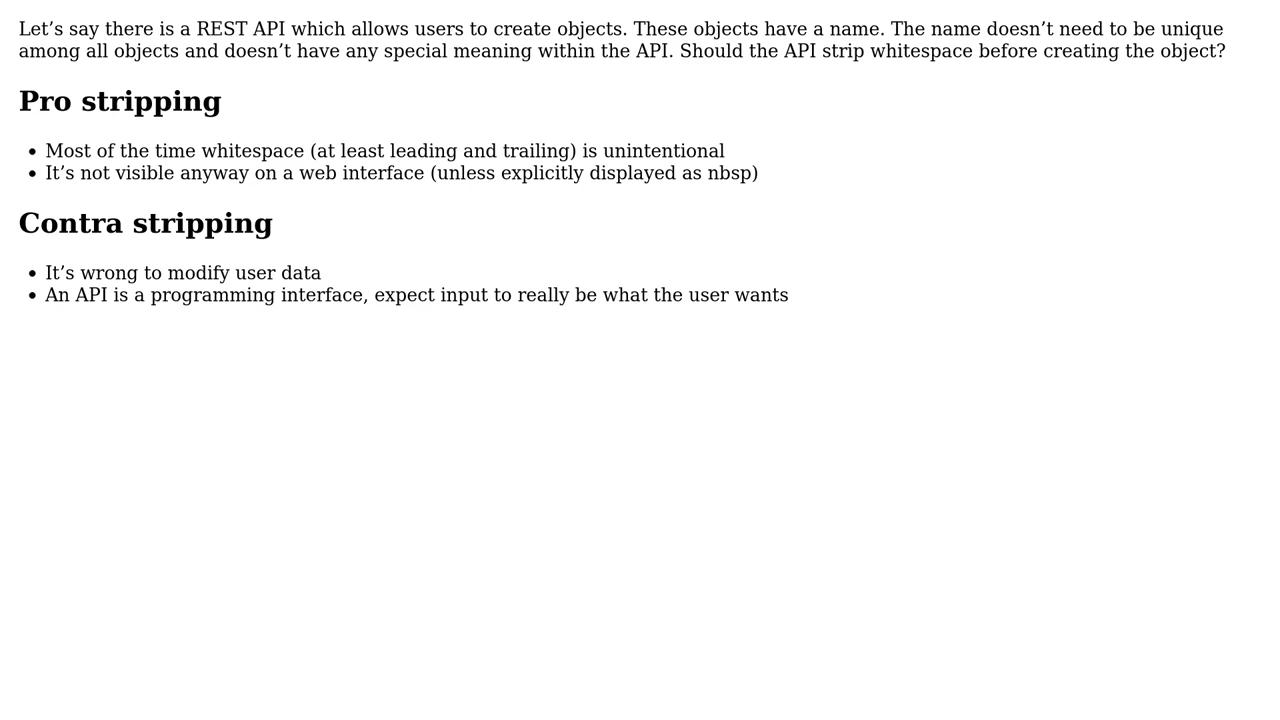 Let’s say there is a REST API which allows users to create objects. These objects have a name. The name doesn’t need to be unique
among all objects and doesn’t have any special meaning within the API. Should the API strip whitespace before creating the object?
Pro stripping
• Most of the time whitespace (at least leading and trailing) is unintentional
• It’s not visible anyway on a web interface (unless explicitly displayed as nbsp)
Contra stripping
• It’s wrong to modify user data
• An API is a programming interface, expect input to really be what the user wants